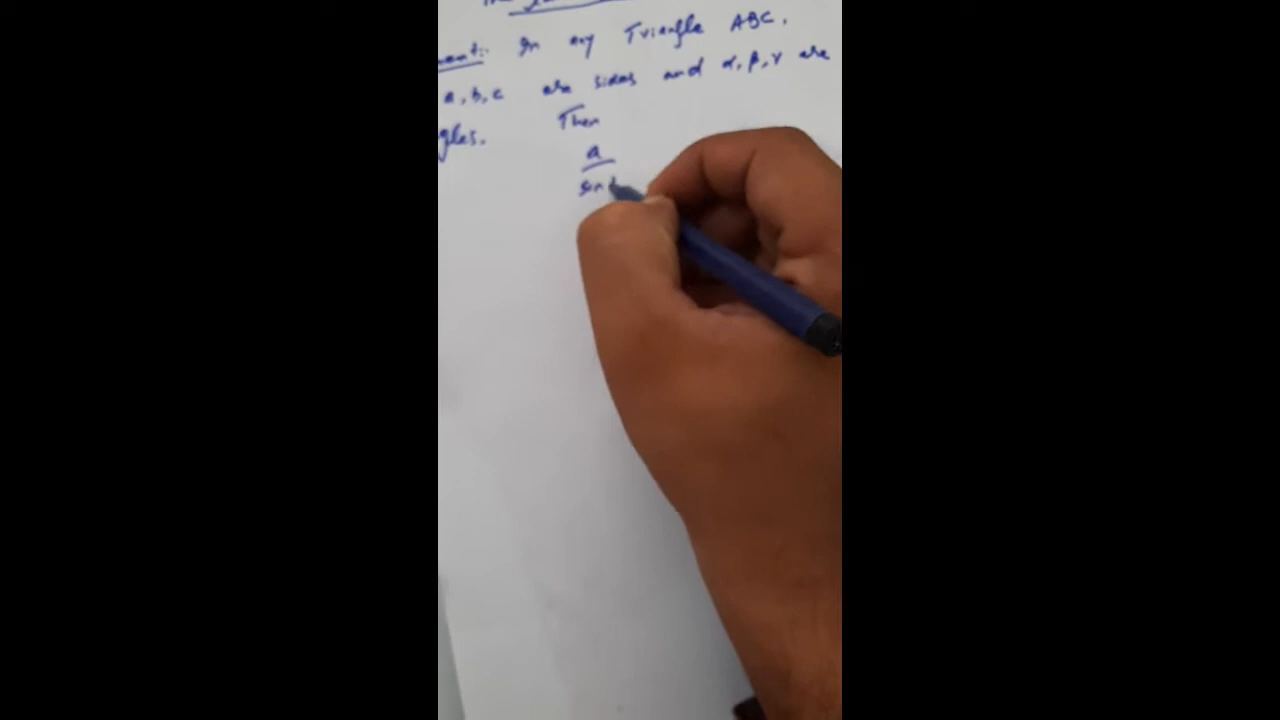 In any Triangle ABC,
a, b, c are sides and α, β, γ are
gles. Then
a
sin